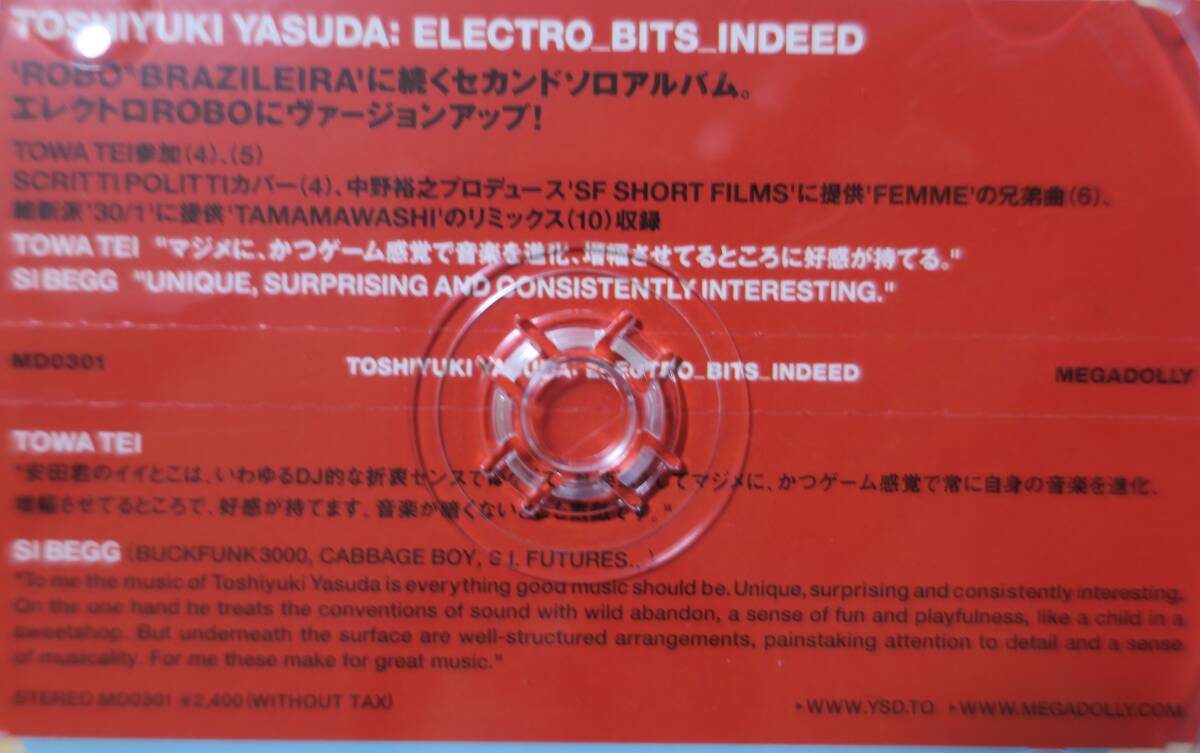 TOSHIYUKI YASUDA: ELECTRO_BITS_INDEED
'ROBO*BRAZILEIRA'に続くセカンドソロアルバム。
エレクトロROBOにヴァージョンアップ!
TOWA TEI参加(4)、(5)
SCRITTI POLITTIカバー(4)、中野裕之プロデュース'SF SHORT FILMS'に提供'FEMME'の兄弟曲(6)、
維新派'30/1'に提供'TAMAMAWASHI'のリミックス(10)収録
TOWA TEI "マジメに、かつゲーム感覚で音楽を進化、増幅させてるところに好感が持てる。"
SI BEGG "UNIQUE, SURPRISING AND CONSISTENTLY INTERESTING."
MD0301 TOSHIYUKI YASUDA: ELECTRO_BITS_INDEED MEGADOLLY
TOWA TEI
"安田君のイイとこは、いわゆるDJ的な折衷センスで てマジメに、かつゲーム感覚で常に自身の音楽を進化、
増幅させてるところで、好感が持てます。音楽が暗くない です。"
SI BEGG (BUCKFUNK3000, CABBAGE BOY, S.I. FUTURES..)
"To me the music of Toshiyuki Yasuda is everything good music should be. Unique, surprising and consistently interesting.
On the one hand he treats the conventions of sound with wild abandon, a sense of fun and playfulness, like a child in a
sweetshop. But underneath the surface are well-structured arrangements, painstaking attention to detail and a sense
of musicality. For me these make for great music."
STEREO MD0301 ¥2,400 (WITHOUT TAX) ▸WWW.YSD.TO ▸WWW.MEGADOLLY.COM